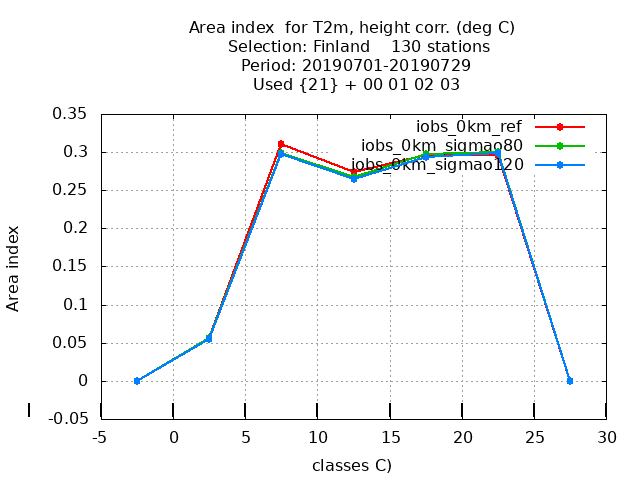 Area index  for T2m, height corr. (deg C)
Selection: Finland    130 stations
Period: 20190701-20190729
Used {21} + 00 01 02 03
0.35
0.3
0.25
0.2
0.15
0.1
0.05
0
-0.05
Area index
iobs_0km_ref
iobs_0km_sigmao80
iobs_0km_sigmao120
-5 0 5 10 15 20 25 30
classes C)